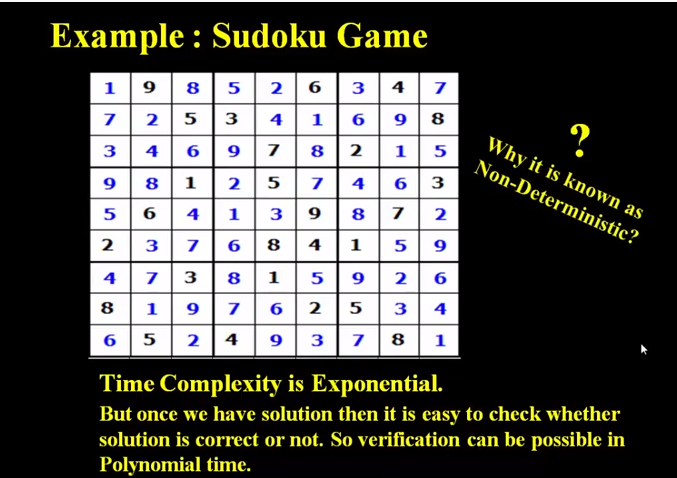 Example : Sudoku Game
1 9 8 5 2 6 3 4 7
7 2 5 3 4 1 6 9 8
3 4 6 9 7 8 2 1 5
9 8 1 2 5 7 4 6 3
5 6 4 1 3 9 8 7 2
2 3 7 6 8 4 1 5 9
4 7 3 8 1 5 9 2 6
8 1 9 7 6 2 5 3 4
6 5 2 4 9 3 7 8 1
?
Why it is known as
Non-Deterministic?
Time Complexity is Exponential.
But once we have solution then it is easy to check whether
solution is correct or not. So verification can be possible in
Polynomial time.